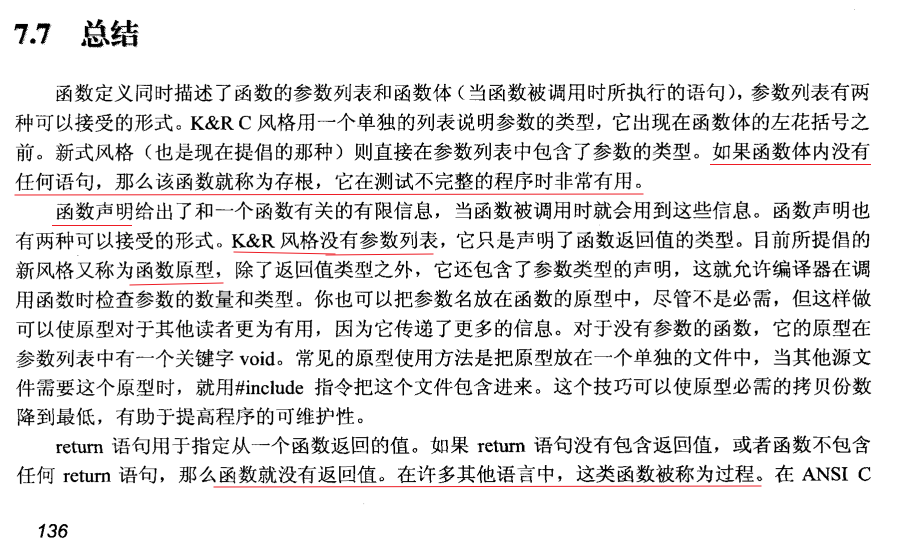 7.7 总结
函数定义同时描述了函数的参数列表和函数体（当函数被调用时所执行的语句），参数列表有两
种可以接受的形式。K&R C 风格用一个单独的列表说明参数的类型，它出现在函数体的左花括号之
前。新式风格（也是现在提倡的那种）则直接在参数列表中包含了参数的类型。如果函数体内没有
任何语句，那么该函数就称为存根，它在测试不完整的程序时非常有用。
函数声明给出了和一个函数有关的有限信息，当函数被调用时就会用到这些信息。函数声明也
有两种可以接受的形式。K&R 风格没有参数列表，它只是声明了函数返回值的类型。目前所提倡的
新风格又称为函数原型，除了返回值类型之外，它还包含了参数类型的声明，这就允许编译器在调
用函数时检查参数的数量和类型。你也可以把参数名放在函数的原型中，尽管不是必需，但这样做
可以使原型对于其他读者更为有用，因为它传递了更多的信息。对于没有参数的函数，它的原型在
参数列表中有一个关键字 void。常见的原型使用方法是把原型放在一个单独的文件中，当其他源文
件需要这个原型时，就用#include 指令把这个文件包含进来。这个技巧可以使原型必需的拷贝份数
降到最低，有助于提高程序的可维护性。
return 语句用于指定从一个函数返回的值。如果 return 语句没有包含返回值，或者函数不包含
任何 return 语句，那么函数就没有返回值。在许多其他语言中，这类函数被称为过程。在 ANSI C
136